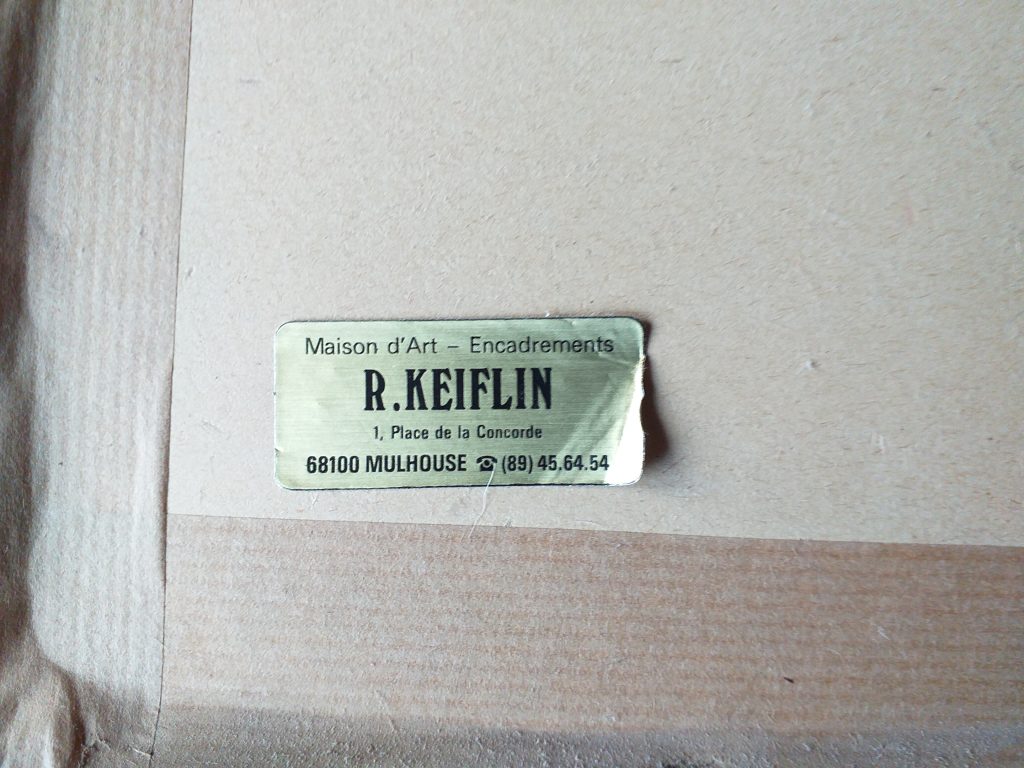 Maison d'Art – Encadrements
R.KEIFLIN
1, Place de la Concorde
68100 MULHOUSE ☎ (89) 45.64.54